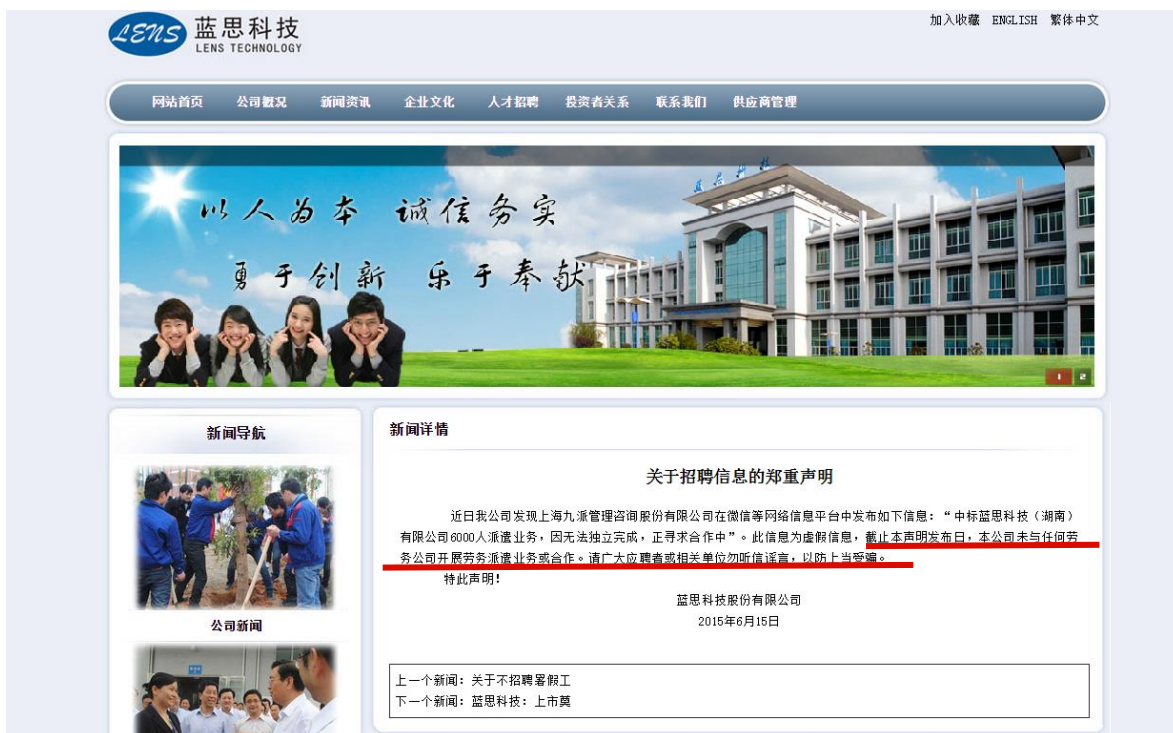 加入收藏 ENGLISH 繁体中文
LENS 蓝思科技
LENS TECHNOLOGY
网站首页 公司概况 新闻资讯 企业文化 人才招聘 投资者关系 联系我们 供应商管理
蓝思科技
以人为本 诚信务实
勇于创新 乐于奉献
1 2
新闻导航
新闻详情
关于招聘信息的郑重声明
近日我公司发现上海九派管理咨询股份有限公司在微信等网络信息平台中发布如下信息：“中标蓝思科技（湖南）
有限公司6000人派遣业务，因无法独立完成，正寻求合作中”。此信息为虚假信息，截止本声明发布日，本公司未与任何劳
务公司开展劳务派遣业务或合作。请广大应聘者或相关单位勿听信谣言，以防上当受骗。
特此声明！
蓝思科技股份有限公司
2015年6月15日
公司新闻
上一个新闻：关于不招聘暑假工
下一个新闻：蓝思科技：上市莫